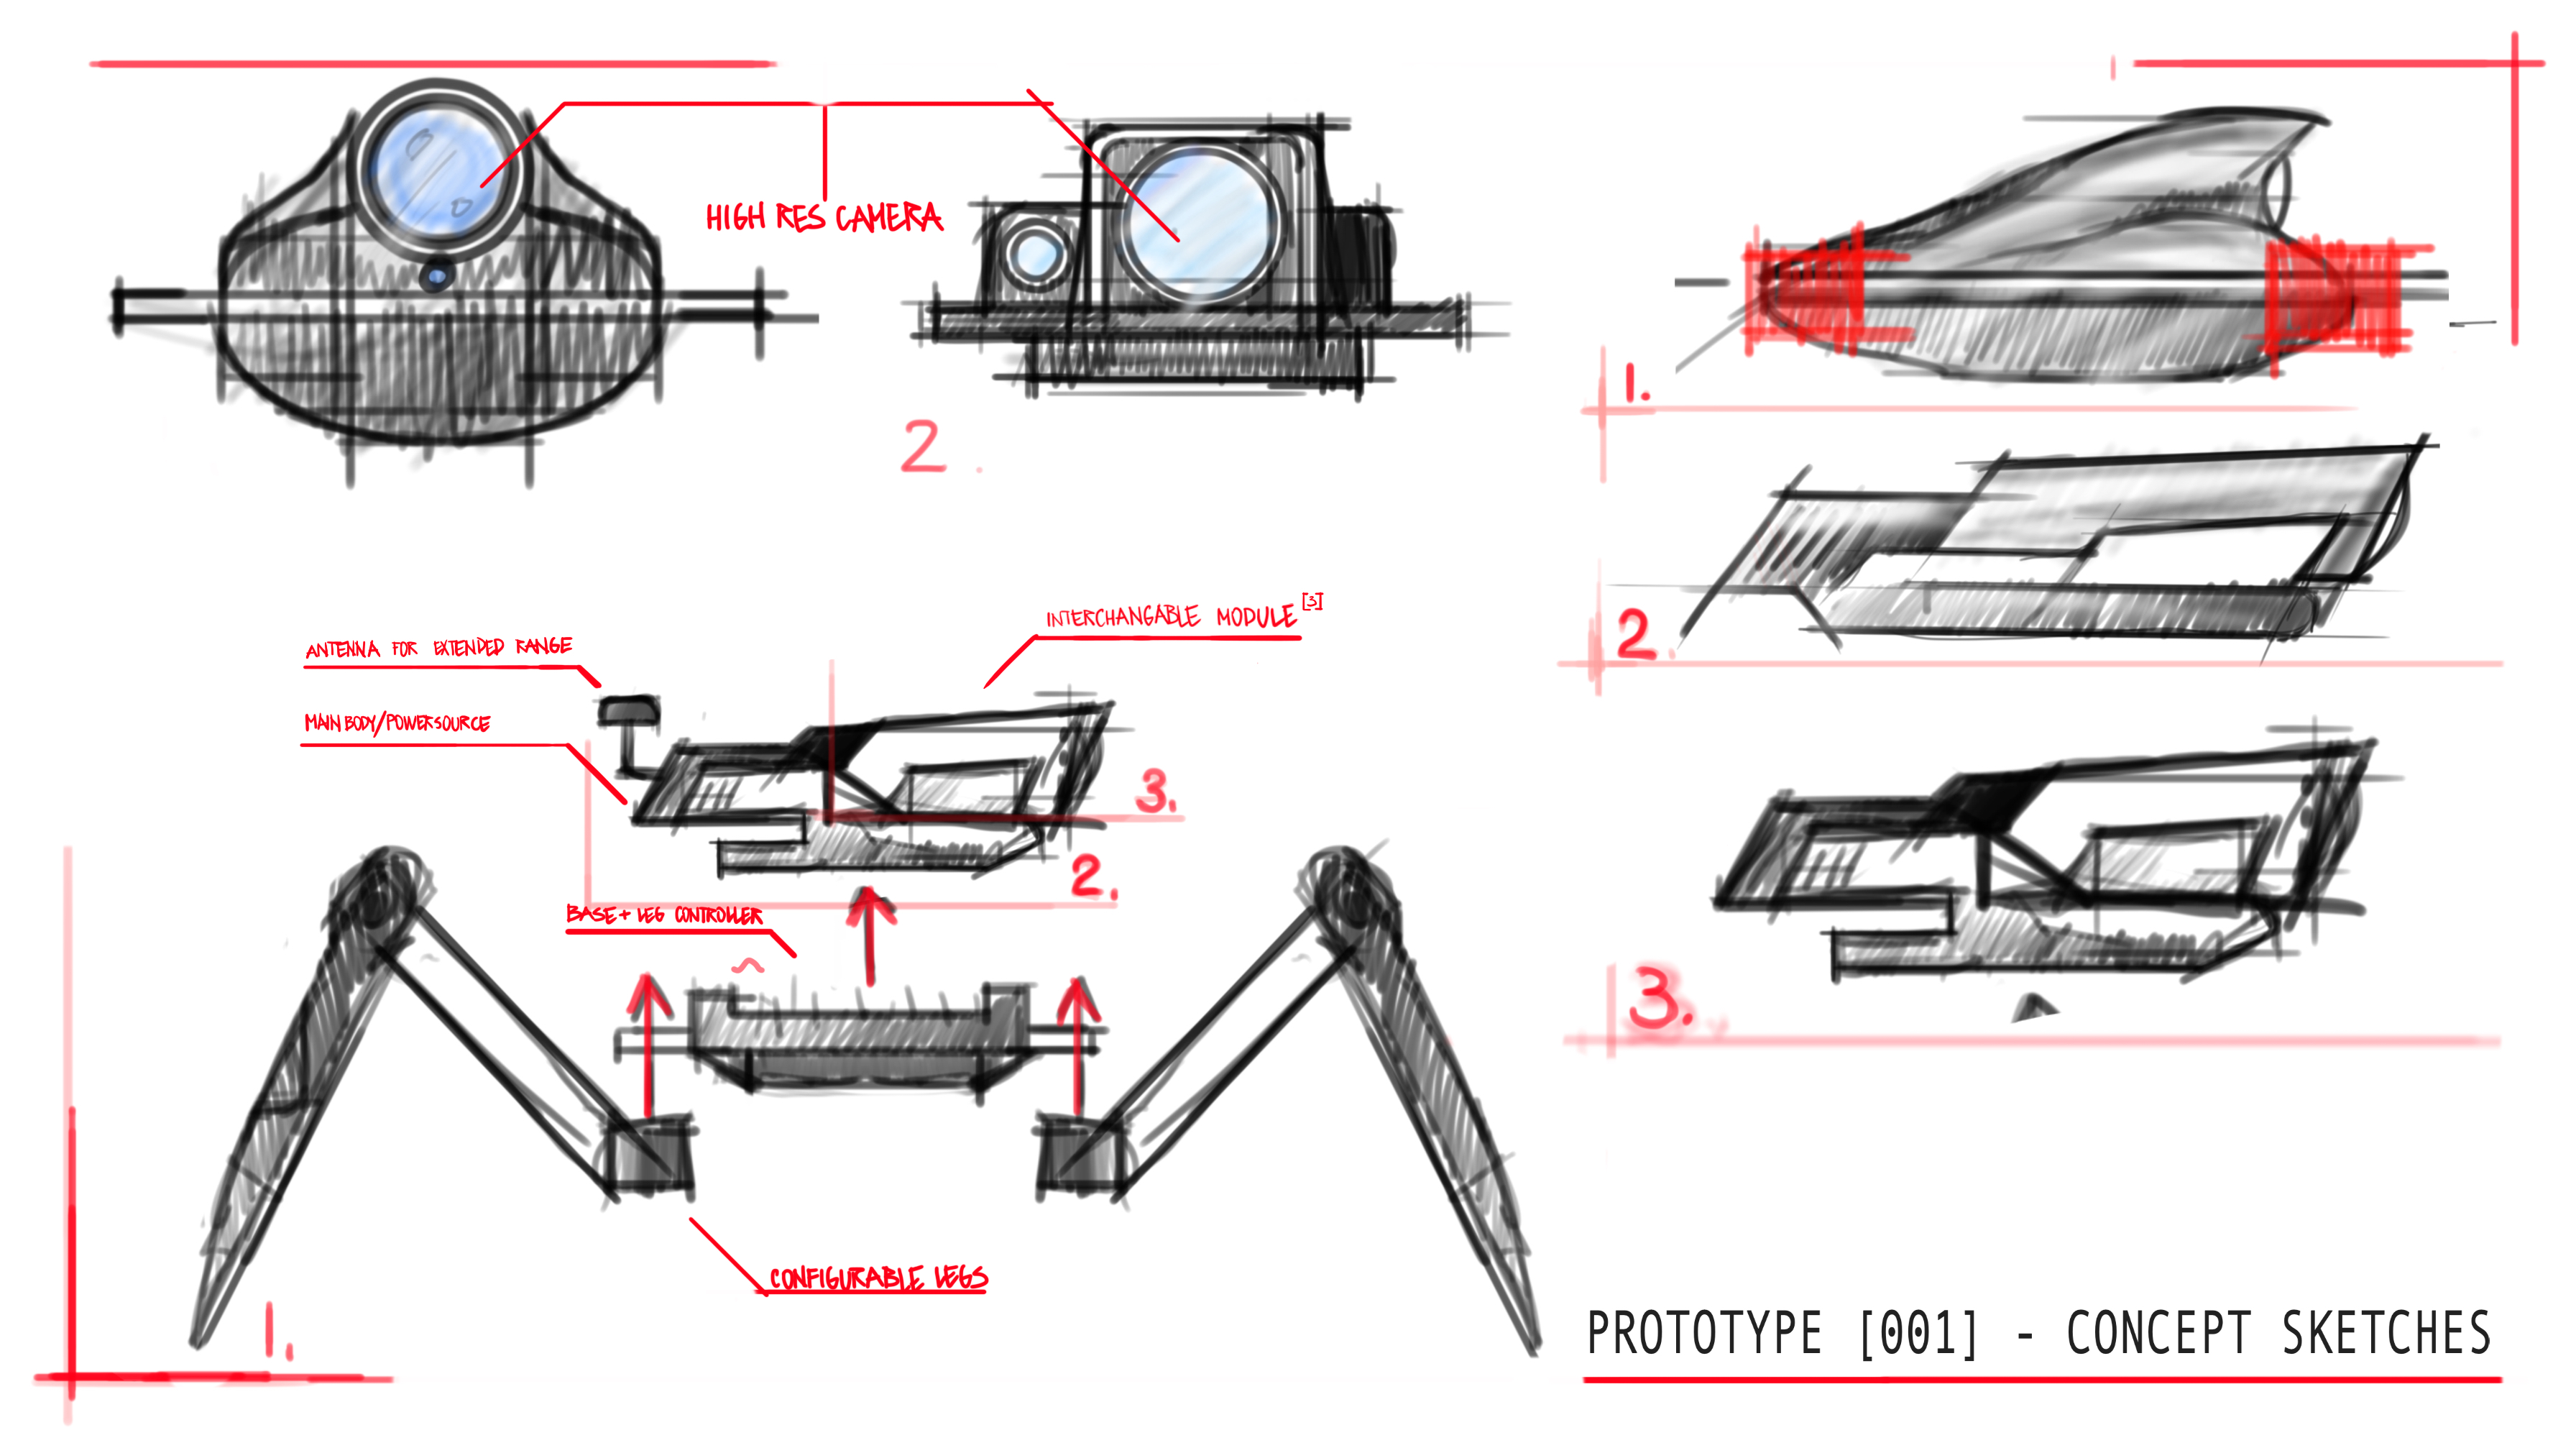 HIGH RES CAMERA
2.
1.
2.
ANTENNA FOR EXTENDED RANGE
INTERCHANGABLE MODULE [3]
MAIN BODY/POWERSOURCE
3.
2.
BASE + LEG CONTROLLER
3.
CONFIGURABLE LEGS
1.
PROTOTYPE [001] - CONCEPT SKETCHES